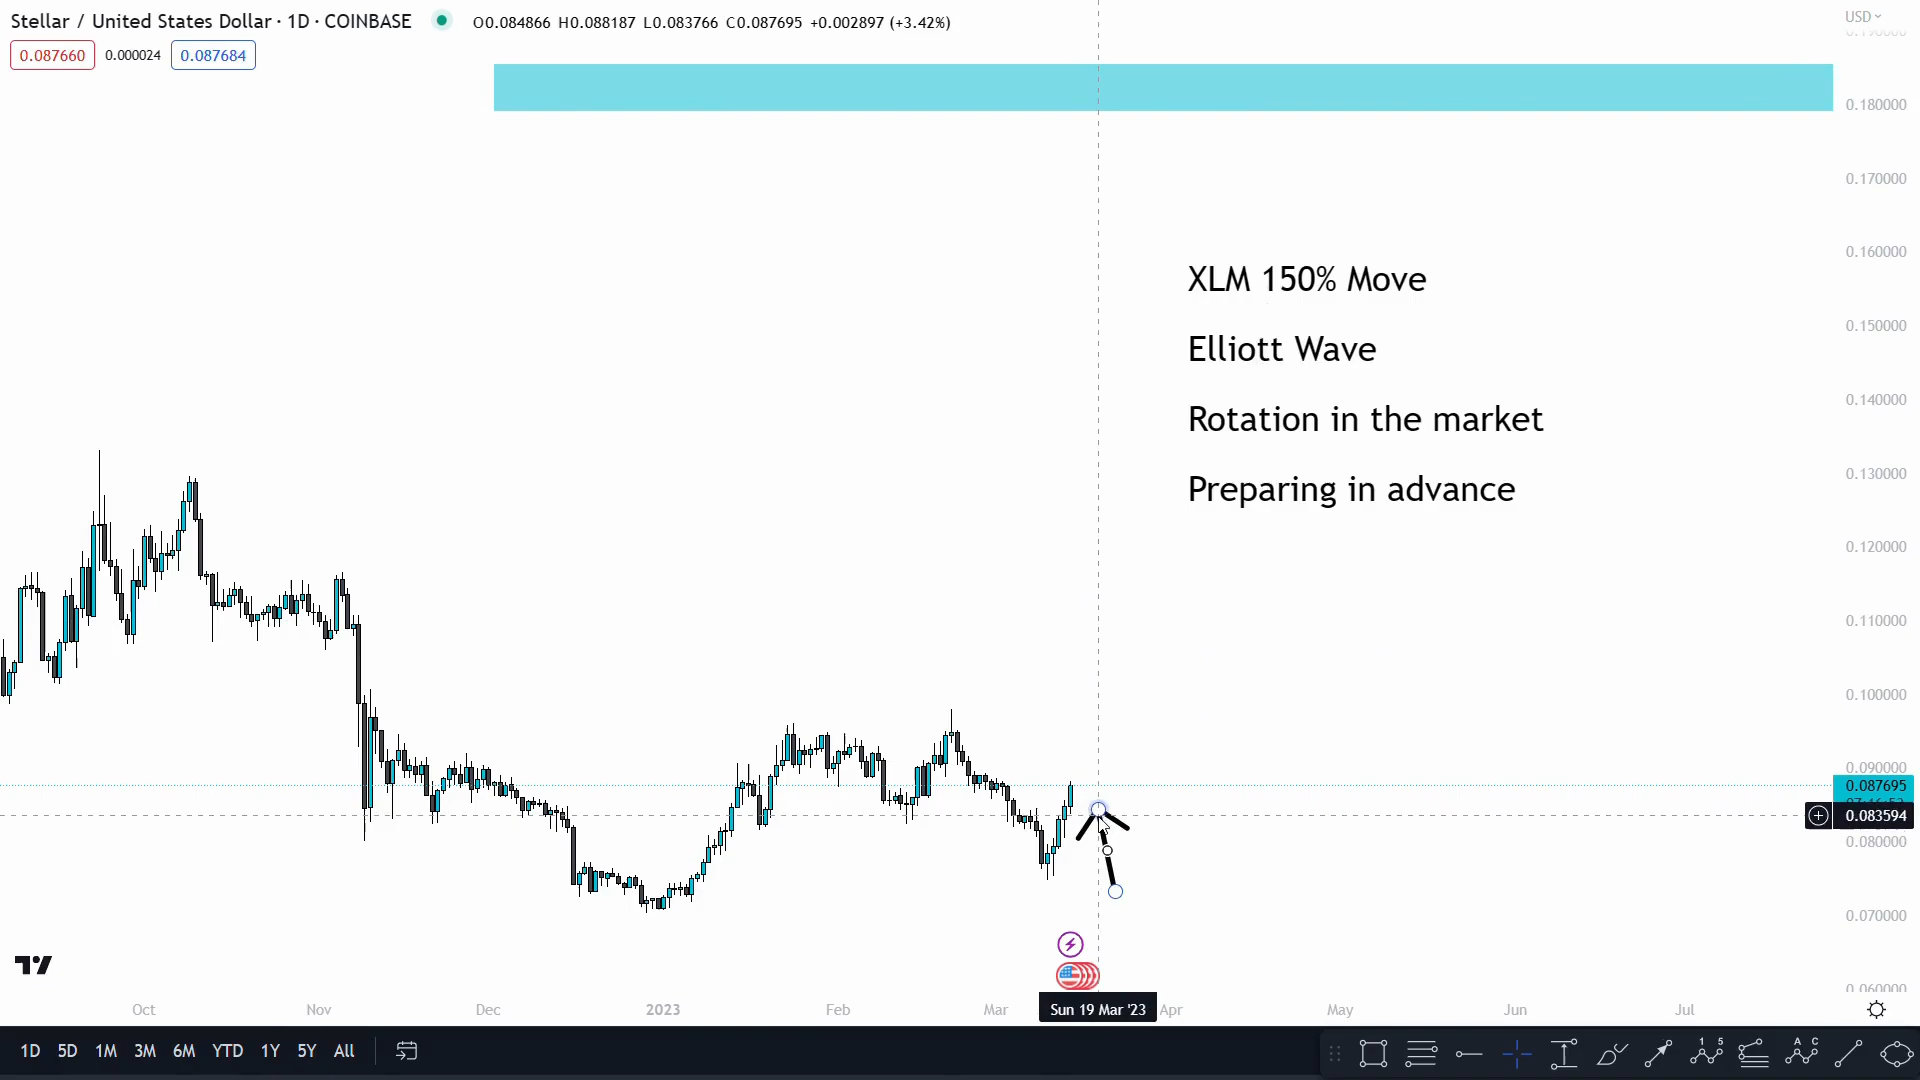 Stellar / United States Dollar · 1D · COINBASE O0.084866 H0.088187 L0.083766 C0.087695 +0.002897 (+3.42%)
USD
0.087660 0.000024 0.087684
0.180000
0.170000
0.160000
0.150000
0.140000
0.130000
0.120000
0.110000
0.100000
0.090000
0.087695
0.083594
0.080000
0.070000
0.060000
XLM 150% Move
Elliott Wave
Rotation in the market
Preparing in advance
Oct Nov Dec 2023 Feb Mar Sun 19 Mar '23 Apr May Jun Jul
1D 5D 1M 3M 6M YTD 1Y 5Y All
1 5 A C